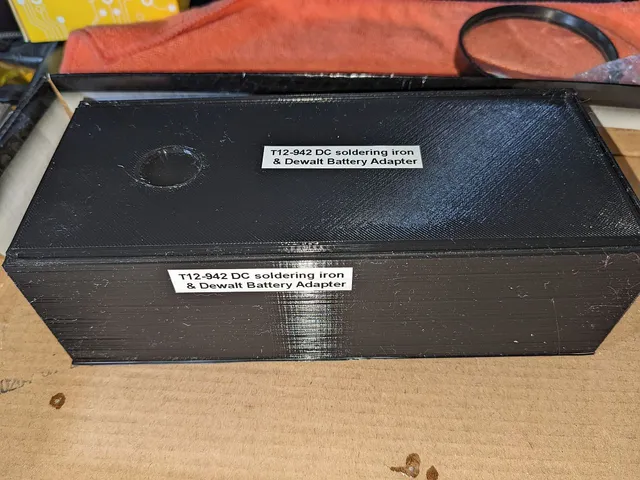 T12-942 DC soldering iron
& Dewalt Battery Adapter
T12-942 DC soldering iron
& Dewalt Battery Adapter